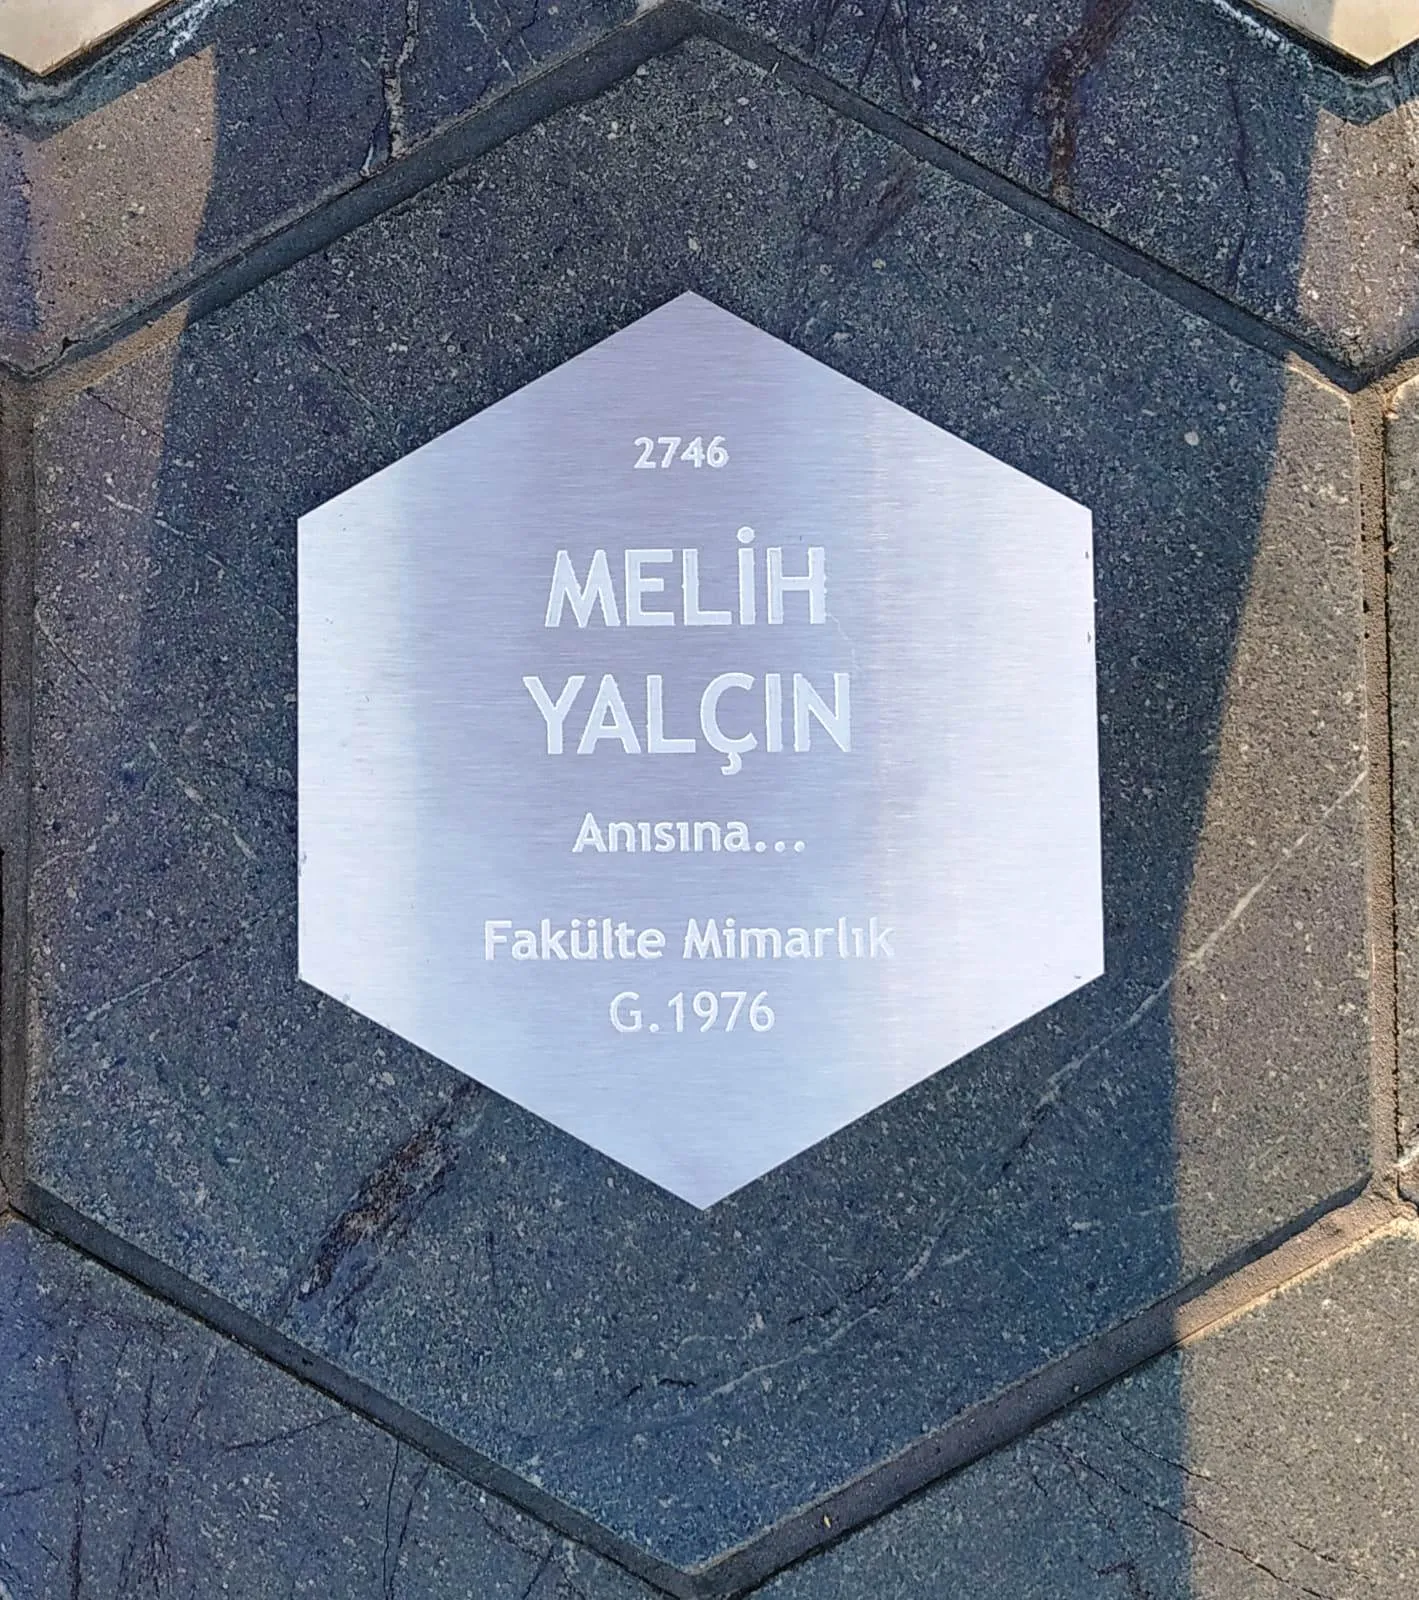 2746
MELİH
YALÇIN
Anısına...
Fakülte Mimarlık
G.1976